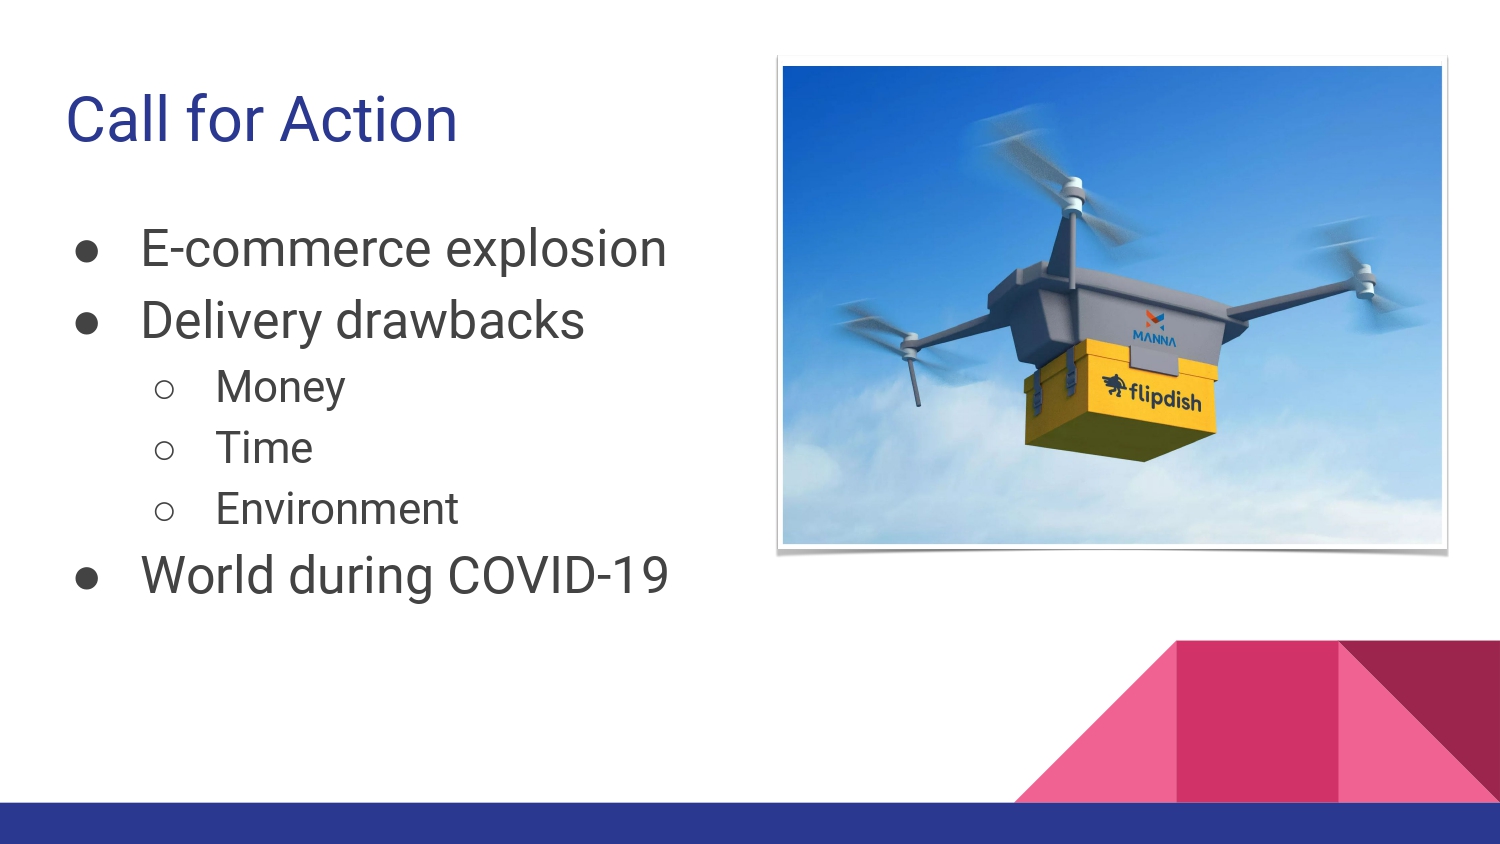 Call for Action
● E-commerce explosion
● Delivery drawbacks
○ Money
○ Time
○ Environment
● World during COVID-19
MANNA
flipdish